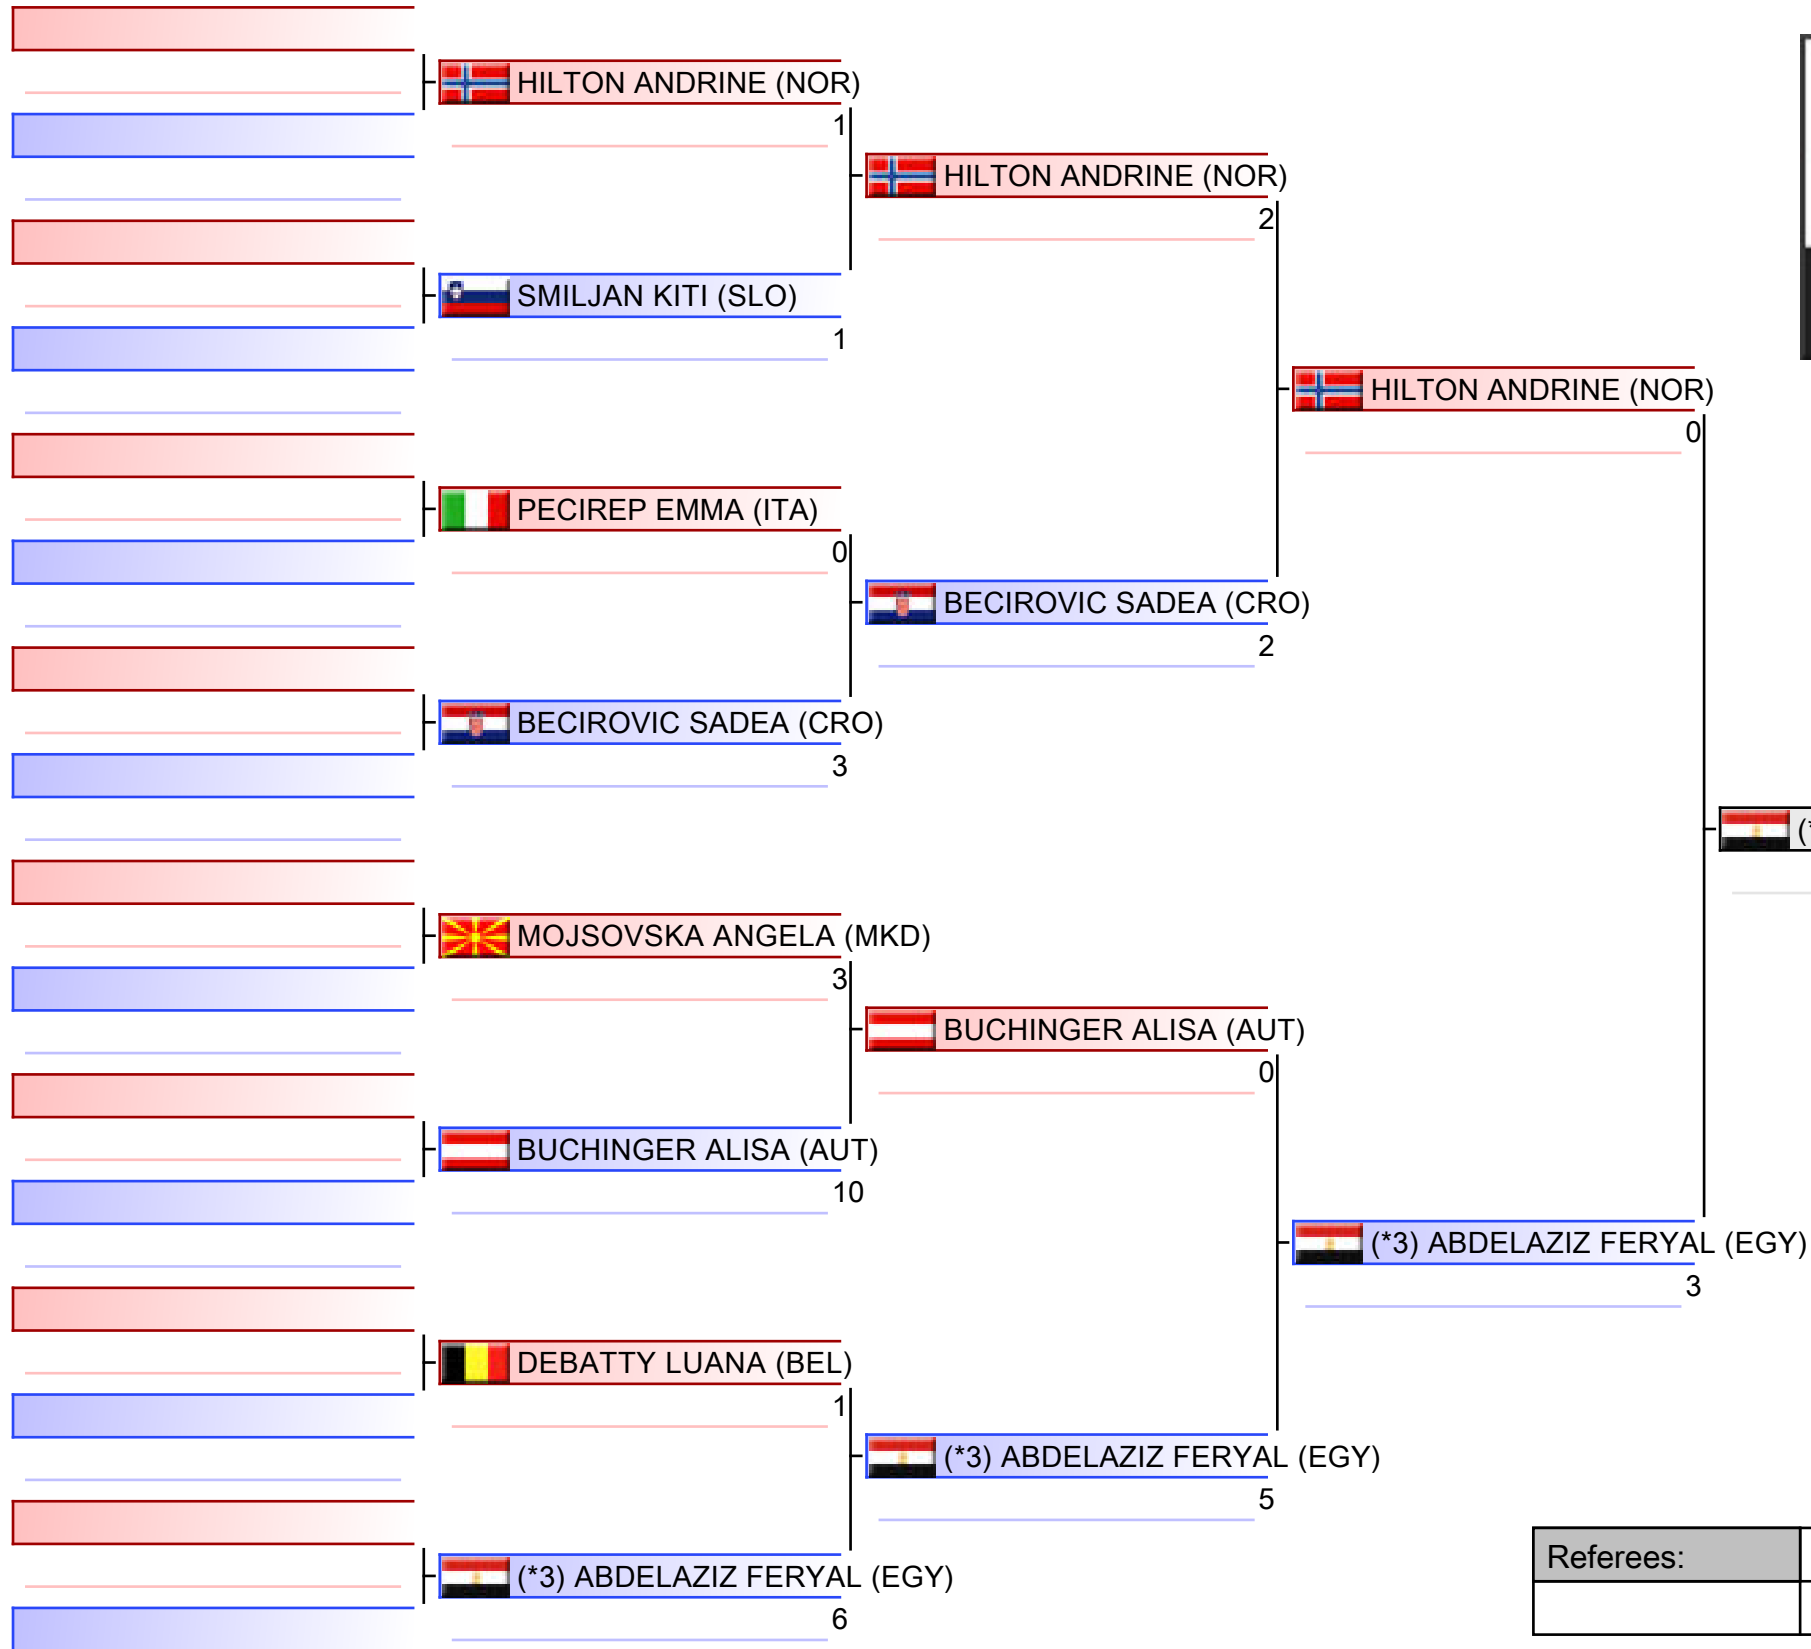 HILTON ANDRINE (NOR)
1
SMILJAN KITI (SLO)
1
PECIREP EMMA (ITA)
0
BECIROVIC SADEA (CRO)
3
MOJSOVSKA ANGELA (MKD)
3
BUCHINGER ALISA (AUT)
10
DEBATTY LUANA (BEL)
1
(*3) ABDELAZIZ FERYAL (EGY)
6
HILTON ANDRINE (NOR)
2
BECIROVIC SADEA (CRO)
2
BUCHINGER ALISA (AUT)
0
(*3) ABDELAZIZ FERYAL (EGY)
5
HILTON ANDRINE (NOR)
0
(*3) ABDELAZIZ FERYAL (EGY)
3
(*
Referees: